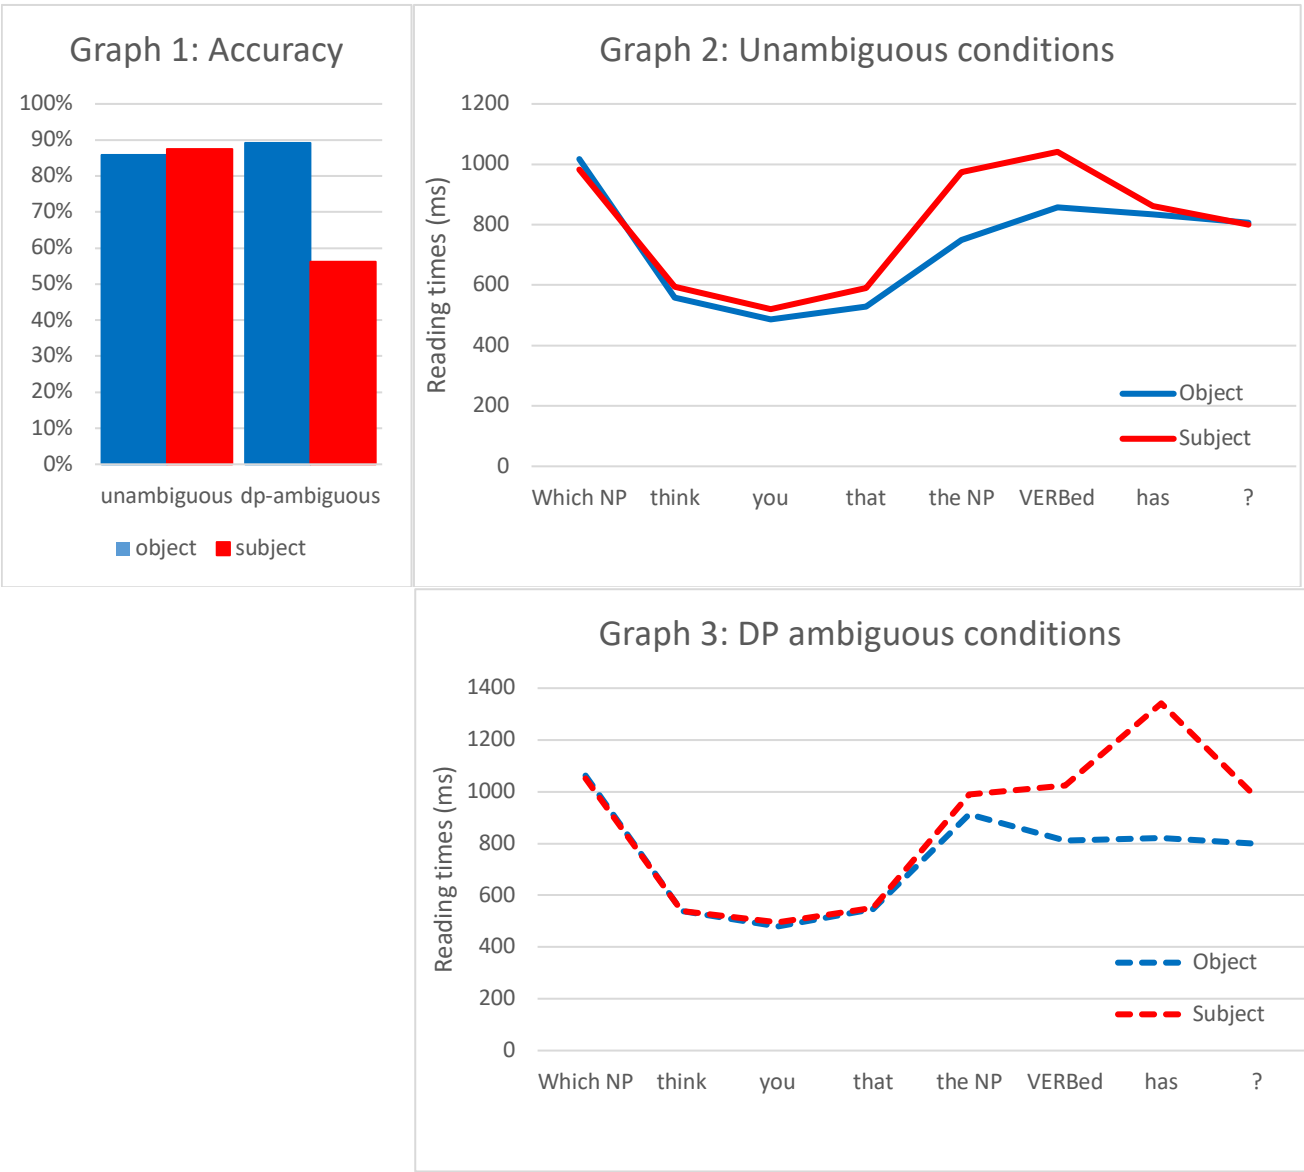 Graph 1: Accuracy
100%
90%
80%
70%
60%
50%
40%
30%
20%
10%
0%
unambiguous dp-ambiguous
object subject
Graph 2: Unambiguous conditions
Reading times (ms)
1200
1000
800
600
400
200
0
Object
Subject
Which NP think you that the NP VERBed has ?
Graph 3: DP ambiguous conditions
Reading times (ms)
1400
1200
1000
800
600
400
200
0
Object
Subject
Which NP think you that the NP VERBed has ?